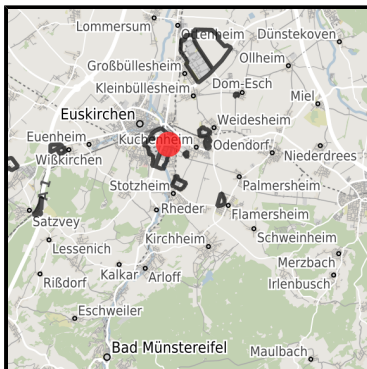 Lommersum
Ottenheim
Dünstekoven
Großbüllesheim
Ollheim
Kleinbüllesheim
Dom-Esch
Miel
Euskirchen
Weidesheim
Kuchenheim
Euenheim
Odendorf
Wißkirchen
Niederdrees
Stotzheim
Palmersheim
Rheder
Flamersheim
Satzvey
Schweinheim
Lessenich
Kirchheim
Merzbach
Kalkar
Arloff
Rißdorf
Irlenbusch
Eschweiler
Bad Münstereifel
Maulbach